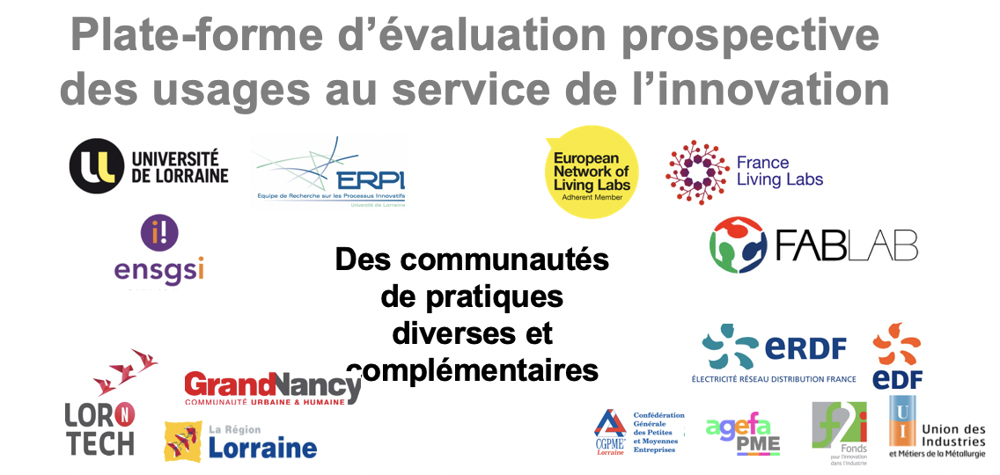 Plate-forme d’évaluation prospective
des usages au service de l’innovation
UNIVERSITÉ
DE LORRAINE
ERPI
Equipe de Recherche sur les Processus Innovatifs
Université de Lorraine
European
Network of
Living Labs
Adherent Member
France
Living Labs
i!
ensgsi
FABLAB
Des communautés
de pratiques
diverses et
complémentaires
eRDF
ÉLECTRICITÉ RÉSEAU DISTRIBUTION FRANCE
eDF
LOR N
TECH
GrandNancy
COMMUNAUTÉ URBAINE & HUMAINE
La Région
Lorraine
CGPME
Lorraine
Confédération
Générale
des Petites
et Moyennes
Entreprises
agefa
PME
f2i
Fonds
pour l'innovation
dans l'industrie
UI
Union des
Industries
et Métiers de la Métallurgie